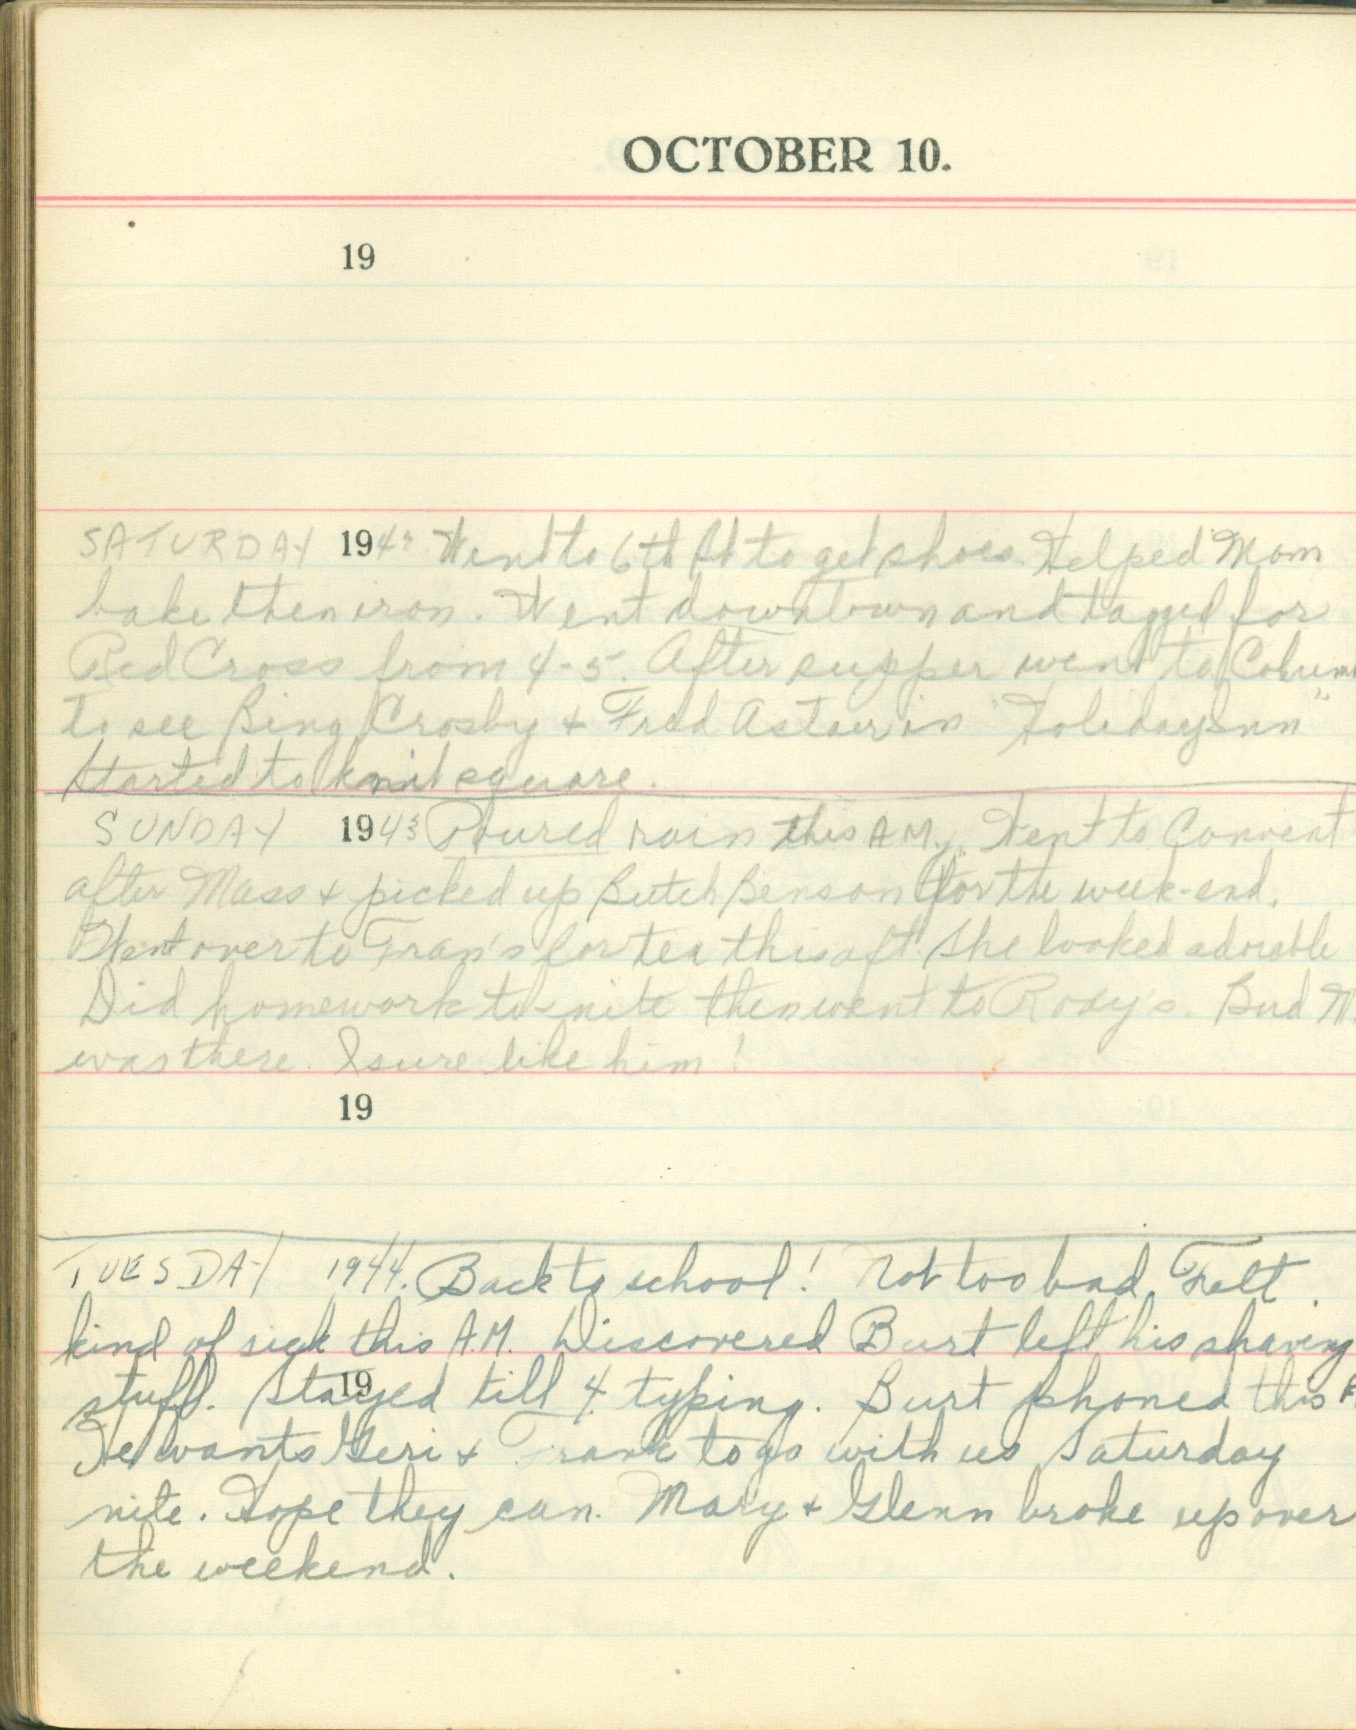 OCTOBER 10.
19
SATURDAY 1942 Went to 6th St to get shoes. Helped Mom
bake then iron. Went downtown and tagged for
Red Cross from 4-5. After supper went to Colum
to see Bing Crosby + Fred Astair in "Holiday Inn"
Started to knit square.
SUNDAY 1943 Poured rain this A.M. Went to Convent
after Mass + picked up Butch Benson for the week-end.
Went over to Fran's for tea this aft. She looked adorable
Did homework to-nite then went to Roxy's. Bud W.
was there. I sure like him!
19
TUESDAY 1944. Back to school! Not too bad. Felt
kind of sick this A.M. Discovered Burt left his shaving
19
stuff. Stayed till 4 typing. Burt phoned this P.
He wants Geri + Frank to go with us Saturday
nite. Hope they can. Mary + Glenn broke up over
the weekend.